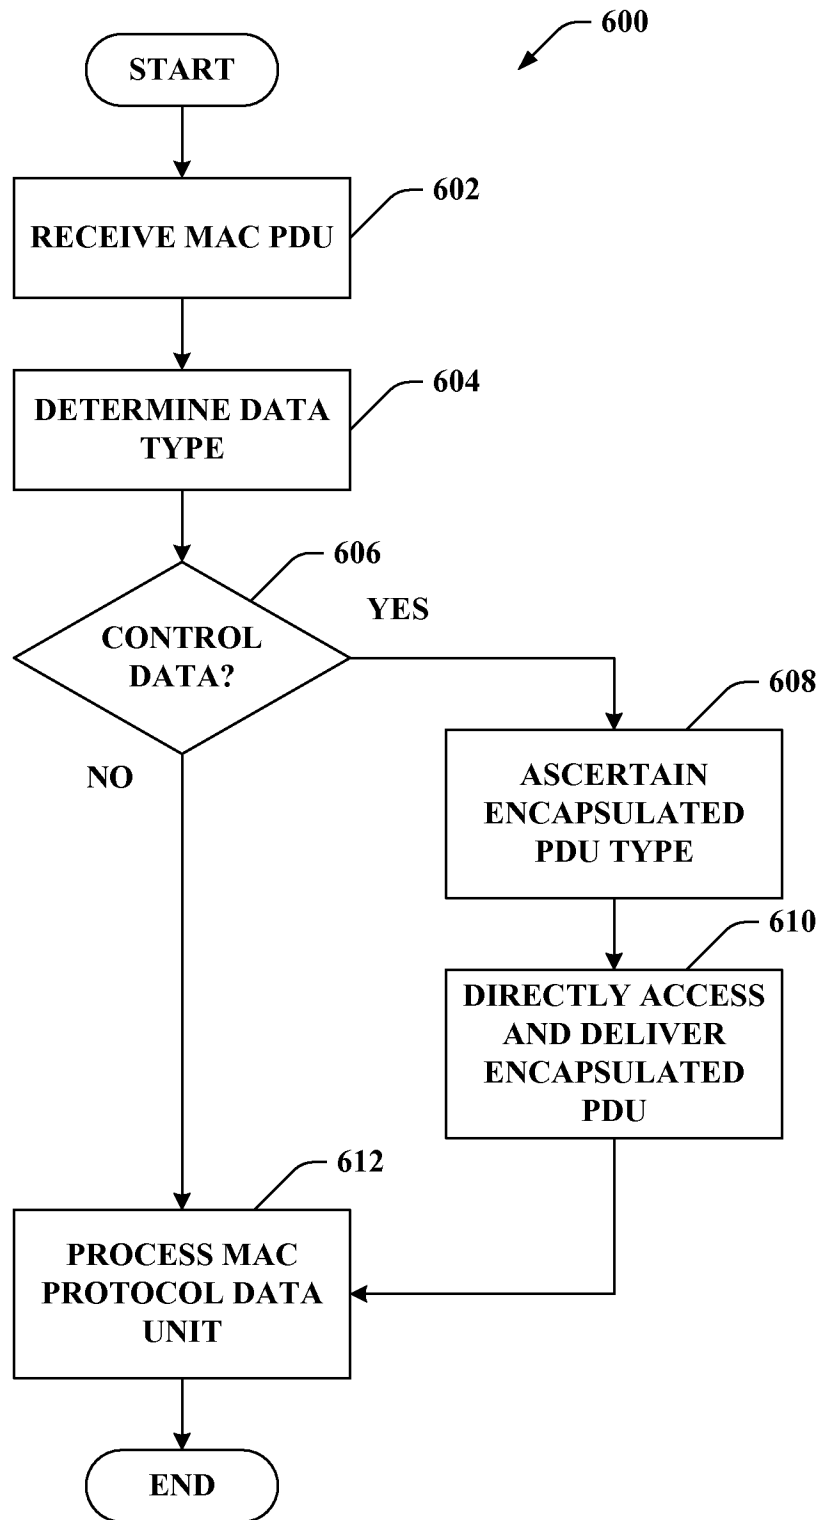 600
START
602
RECEIVE MAC PDU
604
DETERMINE DATA
TYPE
606
CONTROL
DATA?
YES
NO
608
ASCERTAIN
ENCAPSULATED
PDU TYPE
610
DIRECTLY ACCESS
AND DELIVER
ENCAPSULATED
PDU
612
PROCESS MAC
PROTOCOL DATA
UNIT
END